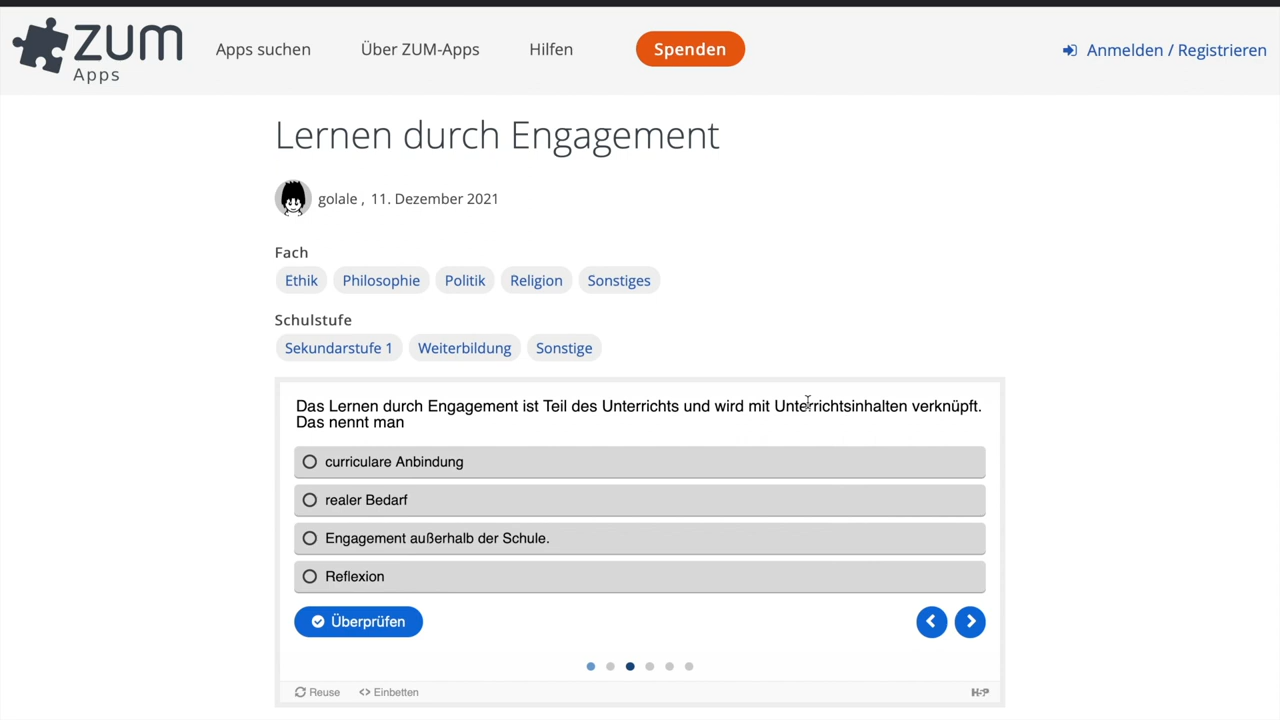 ZUM
Apps
Apps suchen
Über ZUM-Apps
Hilfen
Spenden
Anmelden / Registrieren
Lernen durch Engagement
golale , 11. Dezember 2021
Fach
Ethik
Philosophie
Politik
Religion
Sonstiges
Schulstufe
Sekundarstufe 1
Weiterbildung
Sonstige
Das Lernen durch Engagement ist Teil des Unterrichts und wird mit Unterrichtsinhalten verknüpft.
Das nennt man
curriculare Anbindung
realer Bedarf
Engagement außerhalb der Schule.
Reflexion
Überprüfen
Reuse
<> Einbetten
H5P